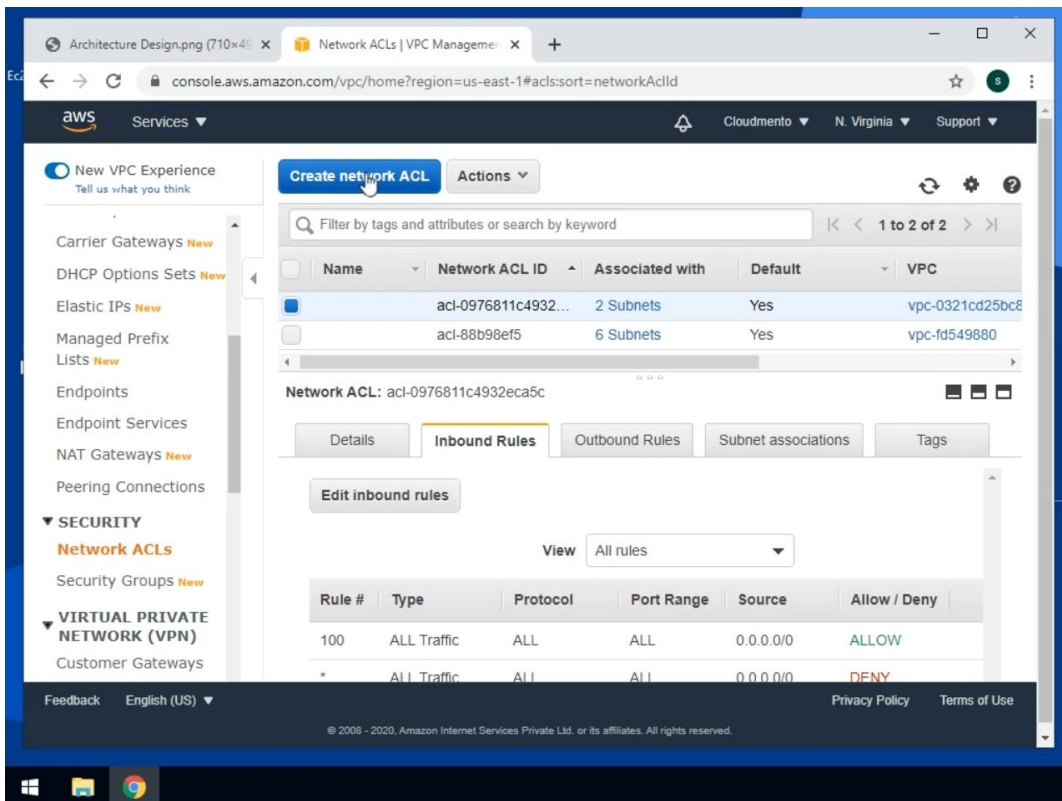 Architecture Design.png (710×49
Network ACLs | VPC Managemen
Ec2
console.aws.amazon.com/vpc/home?region=us-east-1#acls:sort=networkAclId
S
aws
Services
Cloudmento
N. Virginia
Support
New VPC Experience
Tell us what you think
Carrier Gateways New
DHCP Options Sets New
Elastic IPs New
Managed Prefix
Lists New
Endpoints
Endpoint Services
NAT Gateways New
Peering Connections
SECURITY
Network ACLs
Security Groups New
VIRTUAL PRIVATE
NETWORK (VPN)
Customer Gateways
Create network ACL
Actions
Filter by tags and attributes or search by keyword
1 to 2 of 2
Name Network ACL ID Associated with Default VPC
acl-0976811c4932... 2 Subnets Yes vpc-0321cd25bc8
acl-88b98ef5 6 Subnets Yes vpc-fd549880
Network ACL: acl-0976811c4932eca5c
Details Inbound Rules Outbound Rules Subnet associations Tags
Edit inbound rules
View All rules
Rule # Type Protocol Port Range Source Allow / Deny
100 ALL Traffic ALL ALL 0.0.0.0/0 ALLOW
* ALL Traffic ALL ALL 0.0.0.0/0 DENY
Feedback English (US) Privacy Policy Terms of Use
© 2008 - 2020, Amazon Internet Services Private Ltd. or its affiliates. All rights reserved.